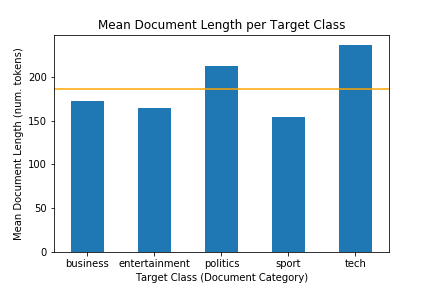 Mean Document Length per Target Class
Mean Document Length (num. tokens)
200
150
100
50
0
business entertainment politics sport tech
Target Class (Document Category)